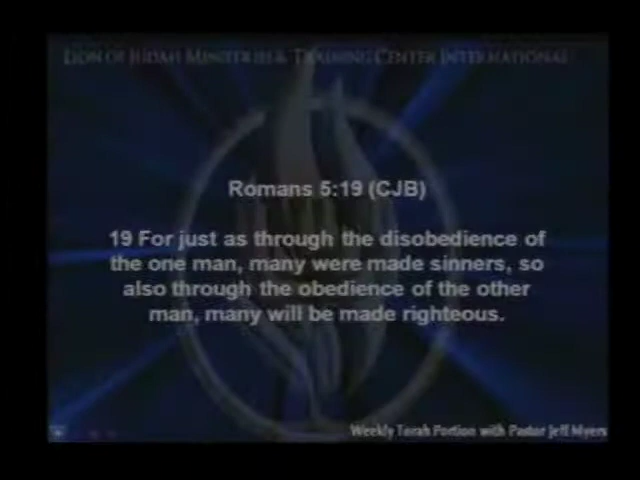 LION OF JUDAH MINISTRIES & TRAINING CENTER INTERNATIONAL
Romans 5:19 (CJB)
19 For just as through the disobedience of
the one man, many were made sinners, so
also through the obedience of the other
man, many will be made righteous.
Weekly Torah Portion with Pastor Jeff Myers